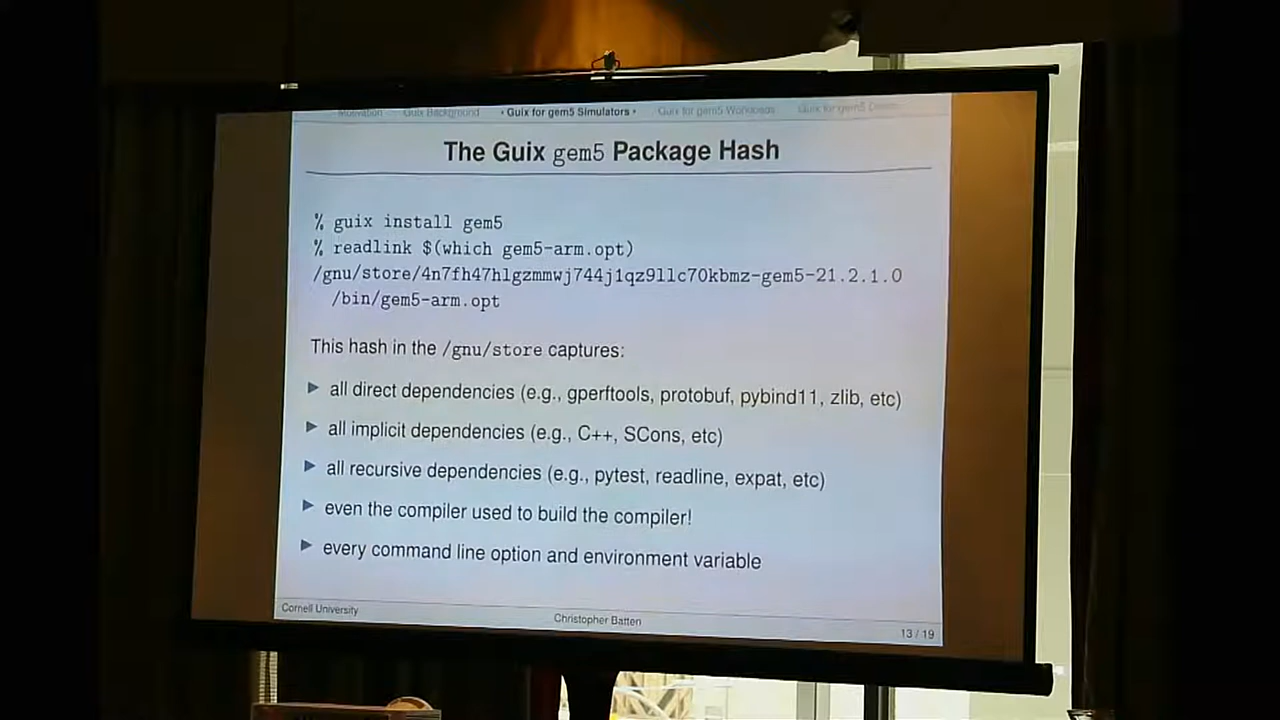 Motivation Guix Background • Guix for gem5 Simulators • Guix for gem5 Workloads Guix for gem5
The Guix gem5 Package Hash
% guix install gem5
% readlink $(which gem5-arm.opt)
/gnu/store/4n7fh47h1gzmmwj744j1qz9llc70kbmz-gem5-21.2.1.0
/bin/gem5-arm.opt
This hash in the /gnu/store captures:
▶ all direct dependencies (e.g., gperftools, protobuf, pybind11, zlib, etc)
▶ all implicit dependencies (e.g., C++, SCons, etc)
▶ all recursive dependencies (e.g., pytest, readline, expat, etc)
▶ even the compiler used to build the compiler!
▶ every command line option and environment variable
Cornell University Christopher Batten 13 / 19